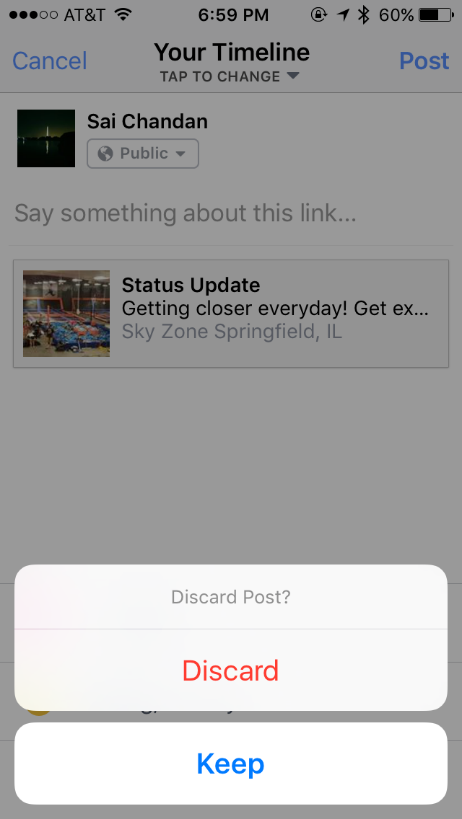 AT&T 6:59 PM 60%
Cancel Your Timeline Post
TAP TO CHANGE
Sai Chandan
Public
Say something about this link...
Status Update
Getting closer everyday! Get ex...
Sky Zone Springfield, IL
Discard Post?
Discard
Keep